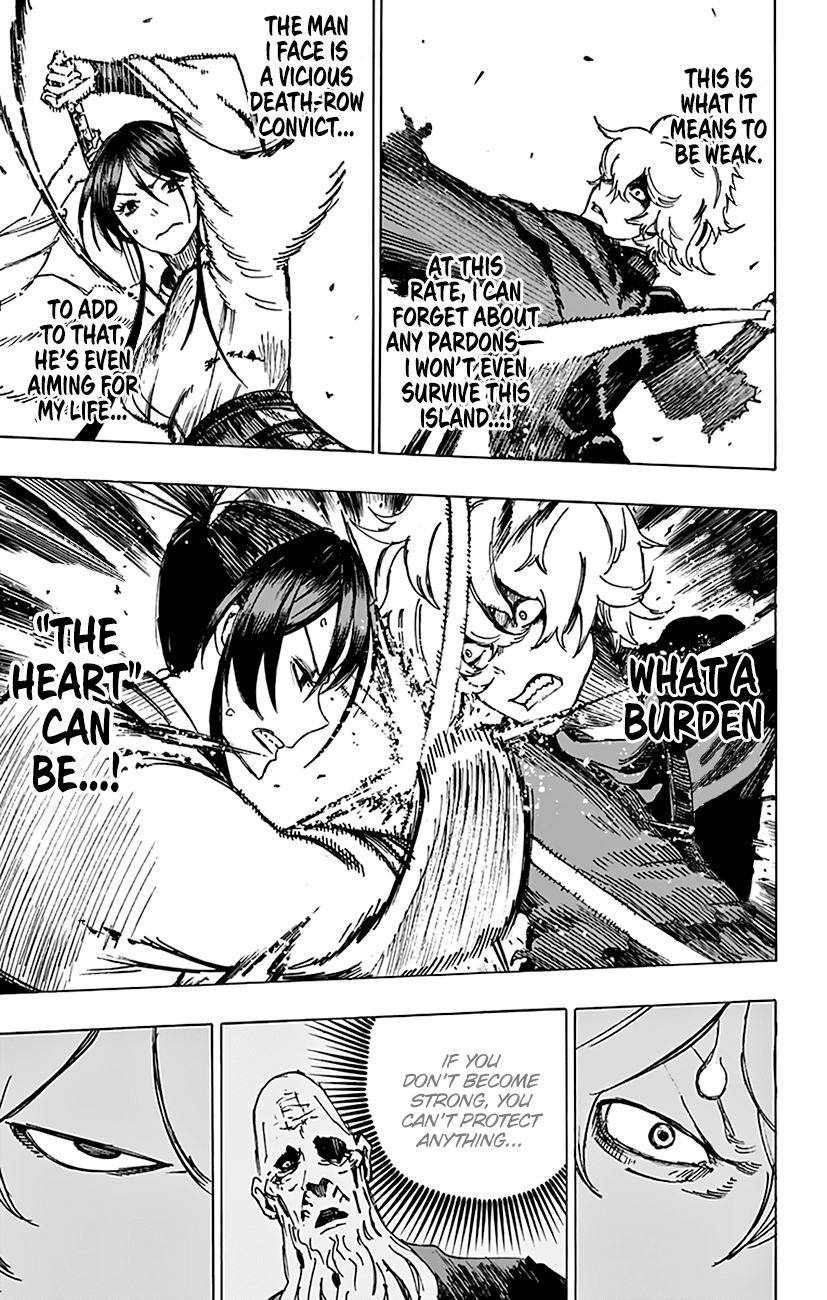 THIS IS
WHAT IT
MEANS TO
BE WEAK.
AT THIS
RATE, I CAN
FORGET ABOUT
ANY PARDONS—
I WON'T EVEN
SURVIVE THIS
ISLAND...!
THE MAN
I FACE IS
A VICIOUS
DEATH-ROW
CONVICT...
TO ADD
TO THAT,
HE'S EVEN
AIMING FOR
MY LIFE...
WHAT A
BURDEN
"THE
HEART"
CAN
BE...!
IF YOU
DON'T BECOME
STRONG, YOU
CAN'T PROTECT
ANYTHING...